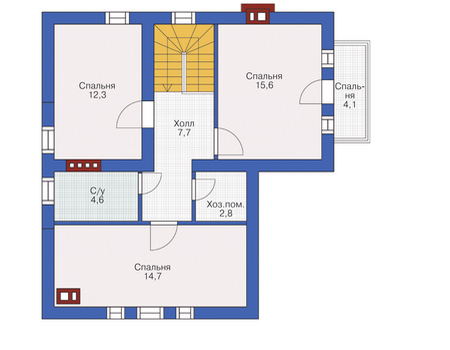 Спальня
12,3
Спальня
15,6
Спаль-
ня
4,1
Холл
7,7
С/у
4,6
Хоз.пом.
2,8
Спальня
14,7